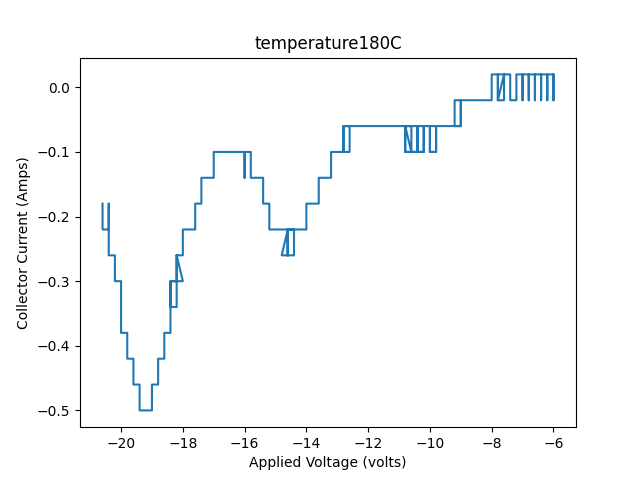 temperature180C
0.0
−0.1
−0.2
−0.3
−0.4
−0.5
Collector Current (Amps)
−20 −18 −16 −14 −12 −10 −8 −6
Applied Voltage (volts)